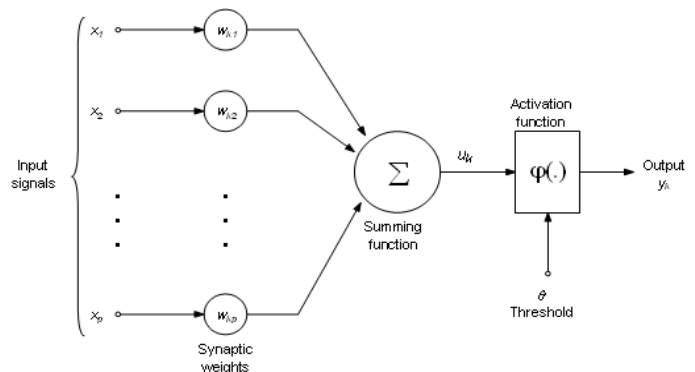 x1
wk1
x2
wk2
Activation
function
Input
signals
Σ
uk
φ(.)
Output
yk
Summing
function
θ
Threshold
xp
wkp
Synaptic
weights